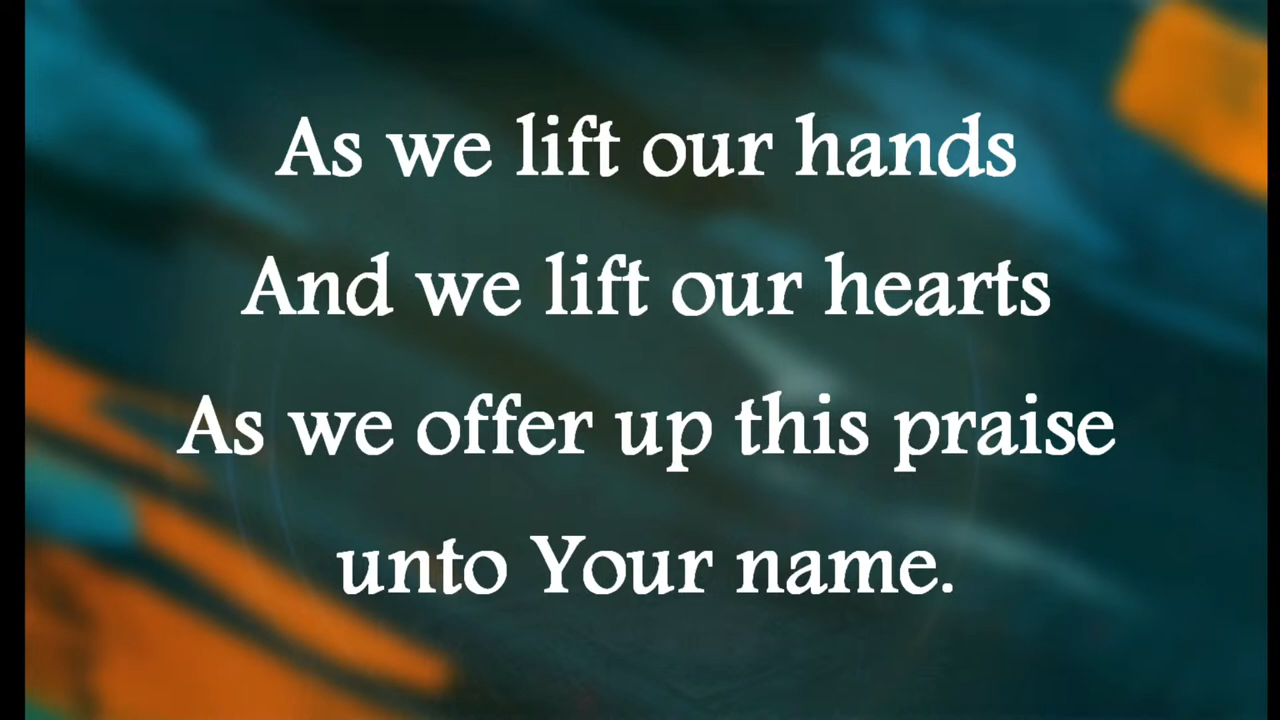 As we lift our hands
And we lift our hearts
As we offer up this praise
unto Your name.